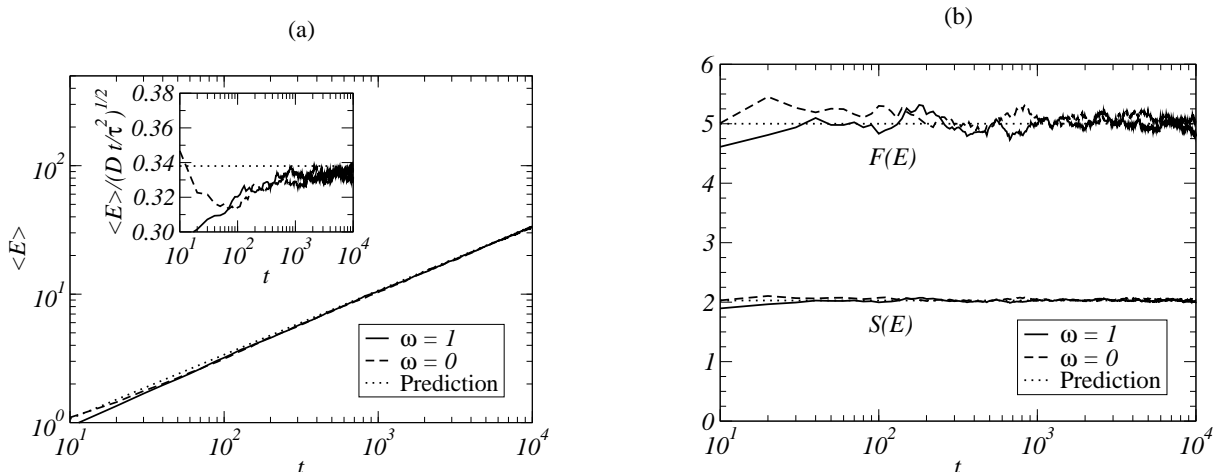 (a)
10^2
10^1
10^0
<E>
10^1 10^2 10^3 10^4
t
0.38
0.36
0.34
0.32
0.30
<E>/(D t/τ^2)^1/2
10^1 10^2 10^3 10^4
t
ω = 1
ω = 0
Prediction
(b)
6
5
4
3
2
1
0
F(E)
S(E)
ω = 1
ω = 0
Prediction
10^1 10^2 10^3 10^4
t